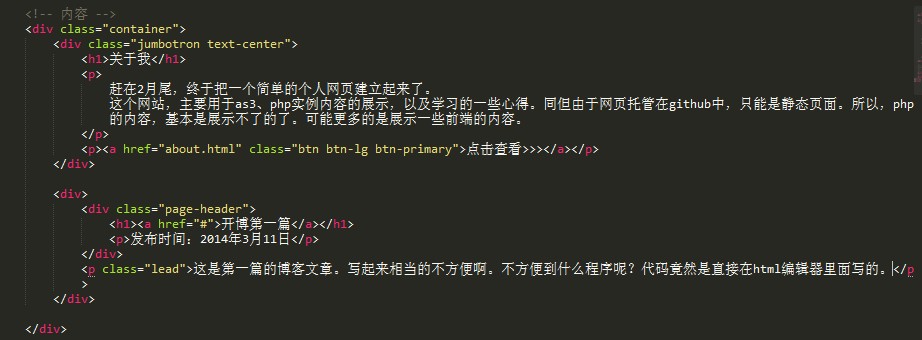 <!-- 内容 -->
<div class="container">
<div class="jumbotron text-center">
<h1>关于我</h1>
<p>
赶在2月尾，终于把一个简单的个人网页建立起来了。
这个网站，主要用于as3、php实例内容的展示，以及学习的一些心得。同但由于网页托管在github中，只能是静态页面。所以，php
的内容，基本是展示不了的了。可能更多的是展示一些前端的内容。
</p>
<p><a href="about.html" class="btn btn-lg btn-primary">点击查看>>></a></p>
</div>
<div>
<div class="page-header">
<h1><a href="#">开博第一篇</a></h1>
<p>发布时间：2014年3月11日</p>
</div>
<p class="lead">这是第一篇的博客文章。写起来相当的不方便啊。不方便到什么程序呢？代码竟然是直接在html编辑器里面写的。</p
>
</div>
</div>